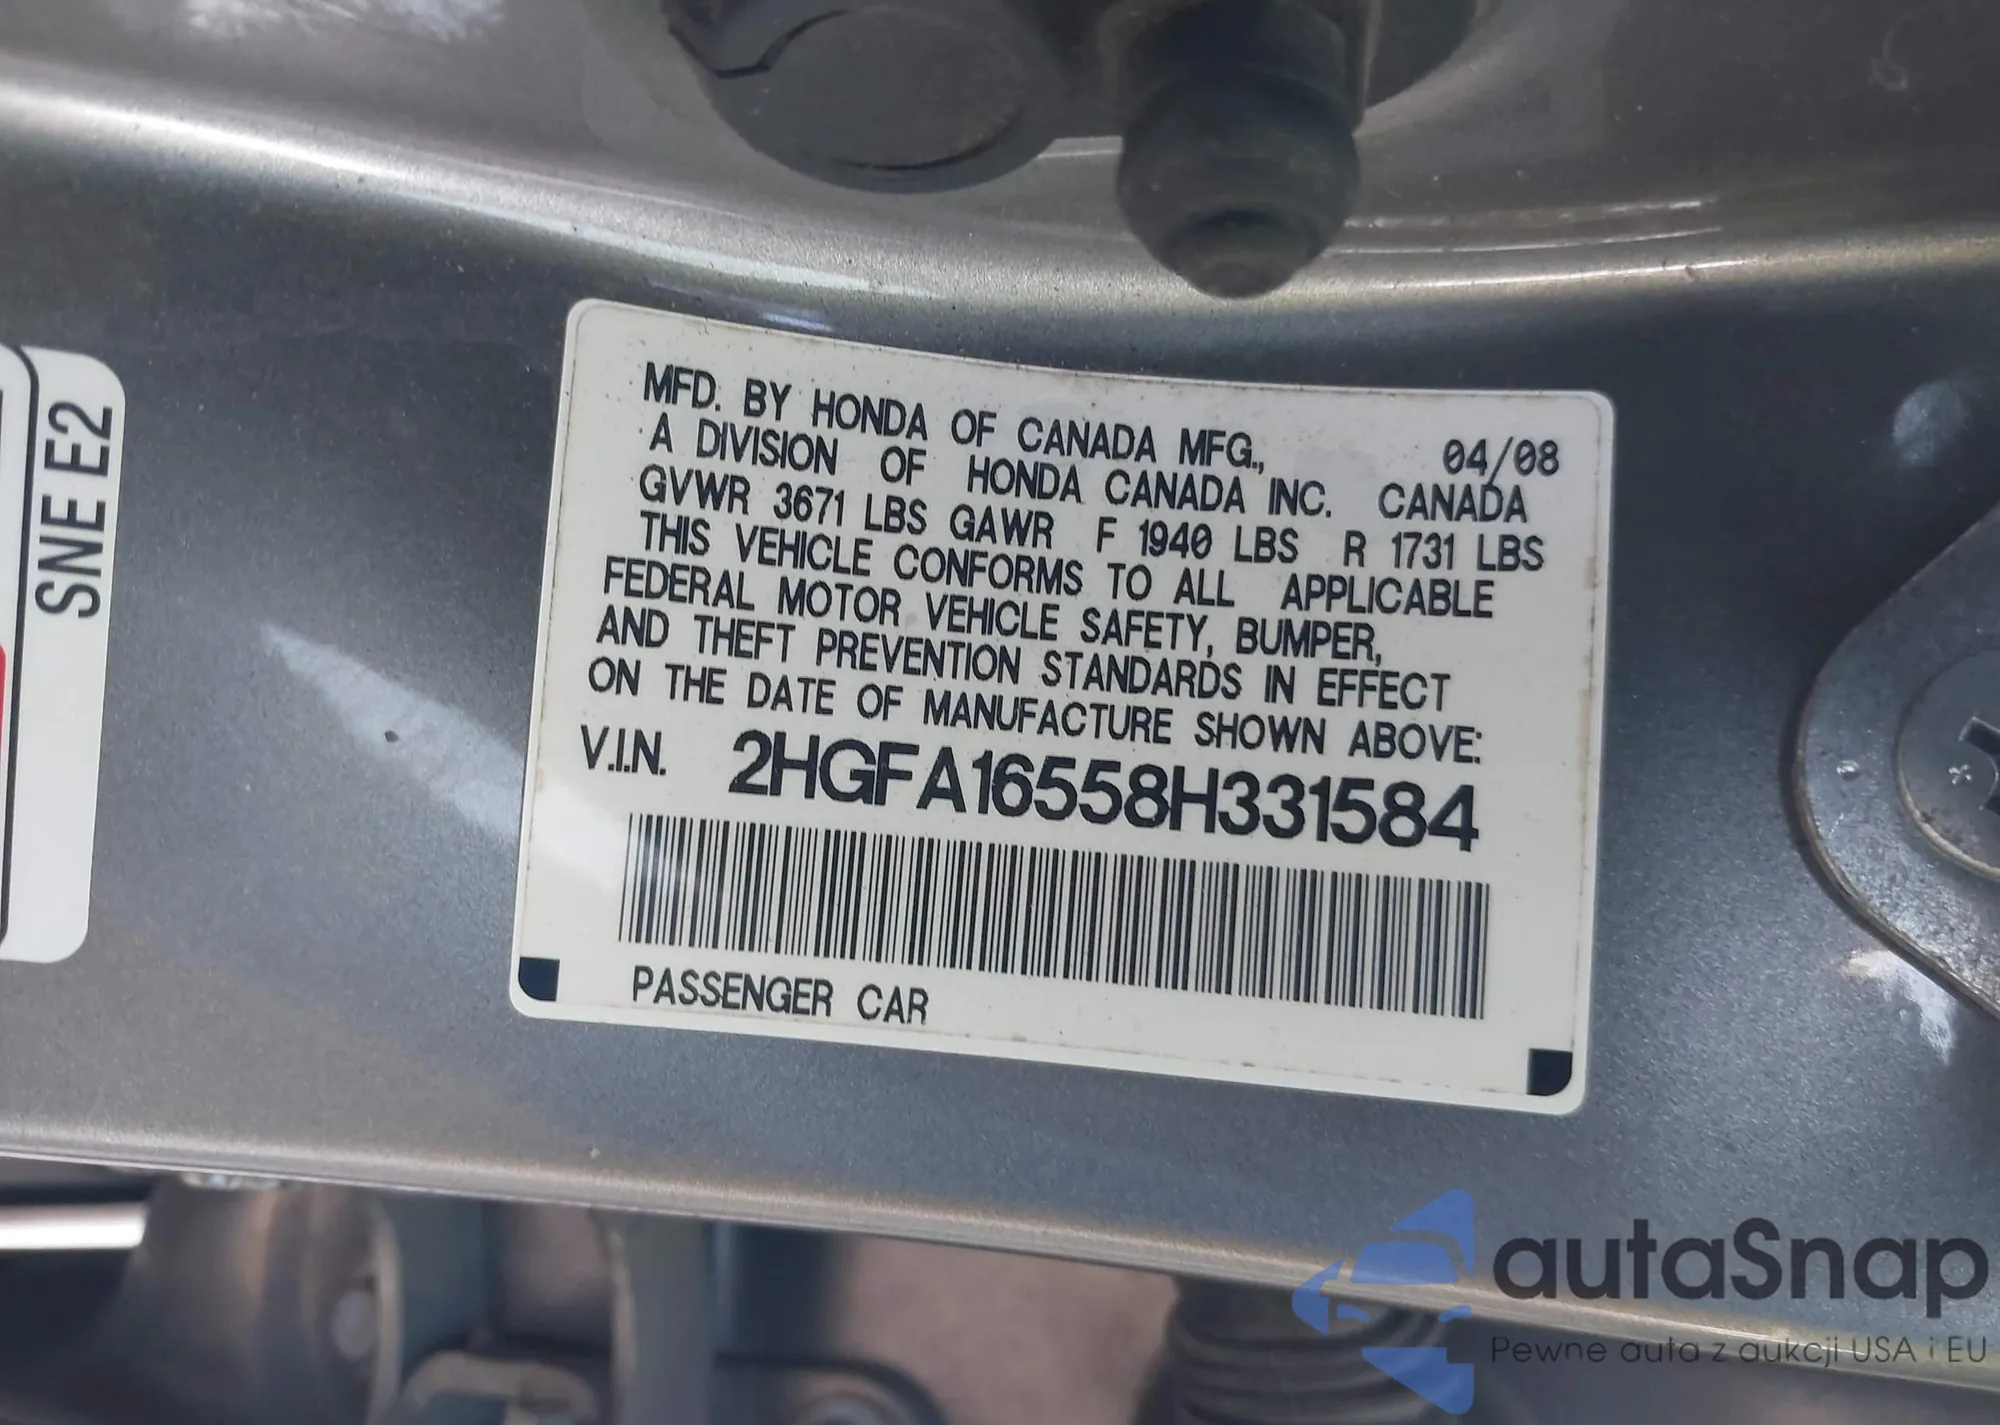 SNE E2
MFD. BY HONDA OF CANADA MFG., 04/08
A DIVISION OF HONDA CANADA INC. CANADA
GVWR 3671 LBS GAWR F 1940 LBS R 1731 LBS
THIS VEHICLE CONFORMS TO ALL APPLICABLE
FEDERAL MOTOR VEHICLE SAFETY, BUMPER,
AND THEFT PREVENTION STANDARDS IN EFFECT
ON THE DATE OF MANUFACTURE SHOWN ABOVE:
V.I.N. 2HGFA16558H331584
PASSENGER CAR
autaSnap
Pewne auta z aukcji USA i EU